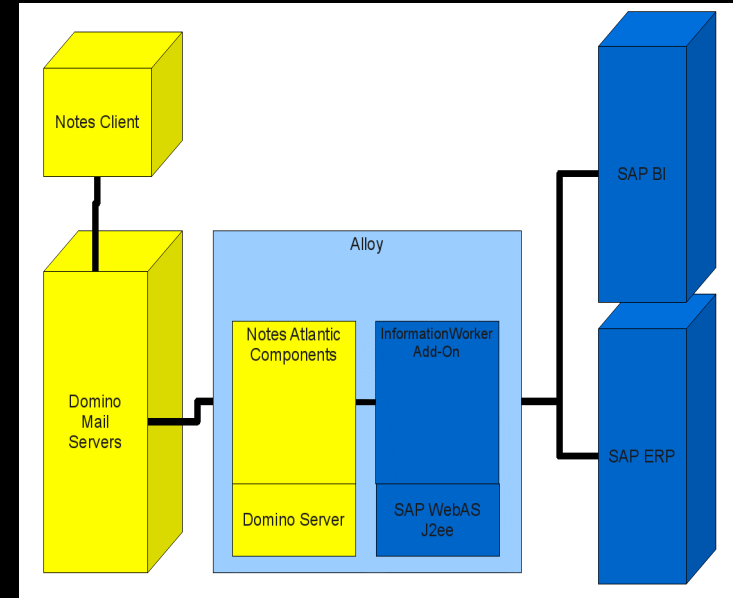 Notes Client
SAP BI
Alloy
Notes Atlantic
Components
InformationWorker
Add-On
Domino
Mail
Servers
SAP ERP
Domino Server
SAP WebAS
J2ee